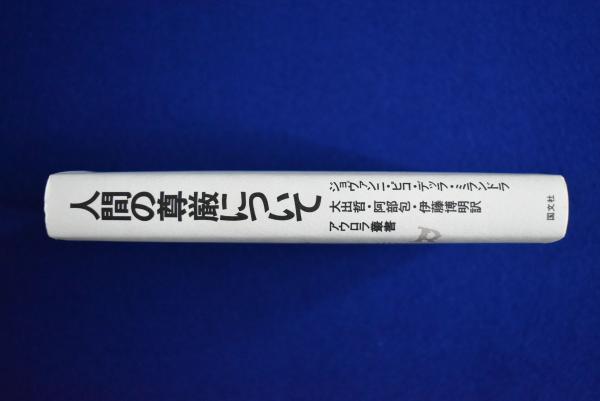 人間の尊厳について
ジョヴァンニ・ピコ・デッラ・ミランドラ
大出哲・阿部包・伊藤博明訳
アウロラ叢書
国文社